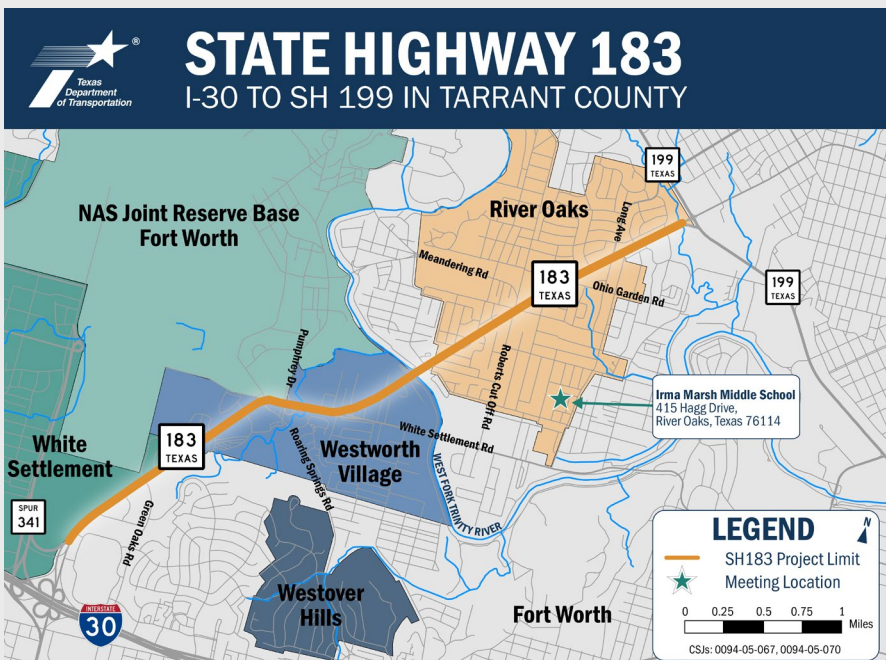 STATE HIGHWAY 183
I-30 TO SH 199 IN TARRANT COUNTY
®
Texas
Department
of Transportation
199
TEXAS
NAS Joint Reserve Base
Fort Worth
River Oaks
Long Ave
Meandering Rd
183
TEXAS
Ohio Garden Rd
199
TEXAS
Pumphrey Dr
Roberts Cut Off Rd
Irma Marsh Middle School
415 Hagg Drive,
River Oaks, Texas 76114
White
Settlement
183
TEXAS
White Settlement Rd
Westworth
Village
Roaring Springs Rd
WEST FORK TRINITY RIVER
SPUR
341
Green Oaks Rd
Westover
Hills
Fort Worth
INTERSTATE
30
LEGEND
N
SH183 Project Limit
Meeting Location
0 0.25 0.5 0.75 1
Miles
CSJs: 0094-05-067, 0094-05-070